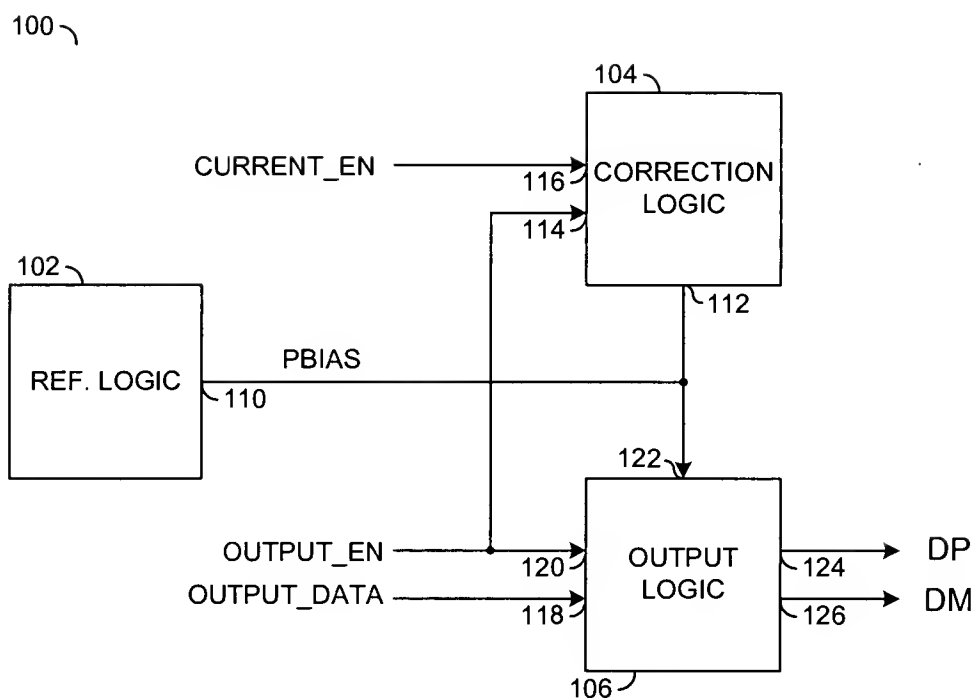 100
104
CURRENT_EN
116
CORRECTION
LOGIC
114
102
112
PBIAS
REF. LOGIC
110
122
OUTPUT_EN
120
OUTPUT
LOGIC
124
DP
OUTPUT_DATA
118
126
DM
106